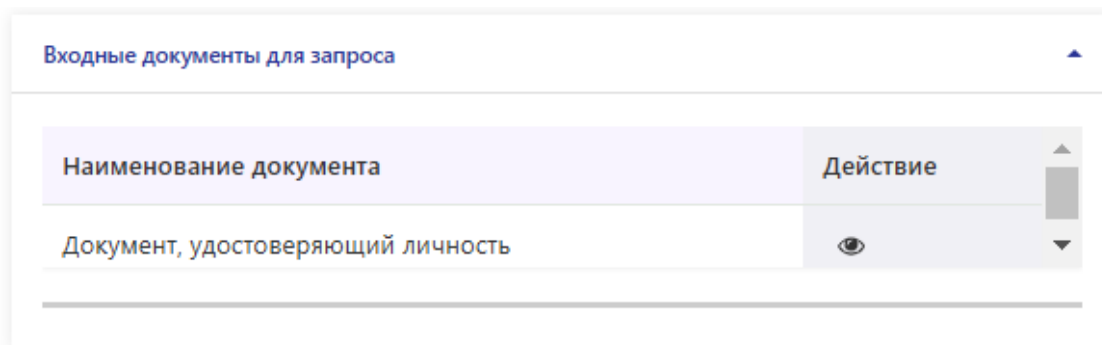 Входные документы для запроса
Наименование документа Действие
Документ, удостоверяющий личность